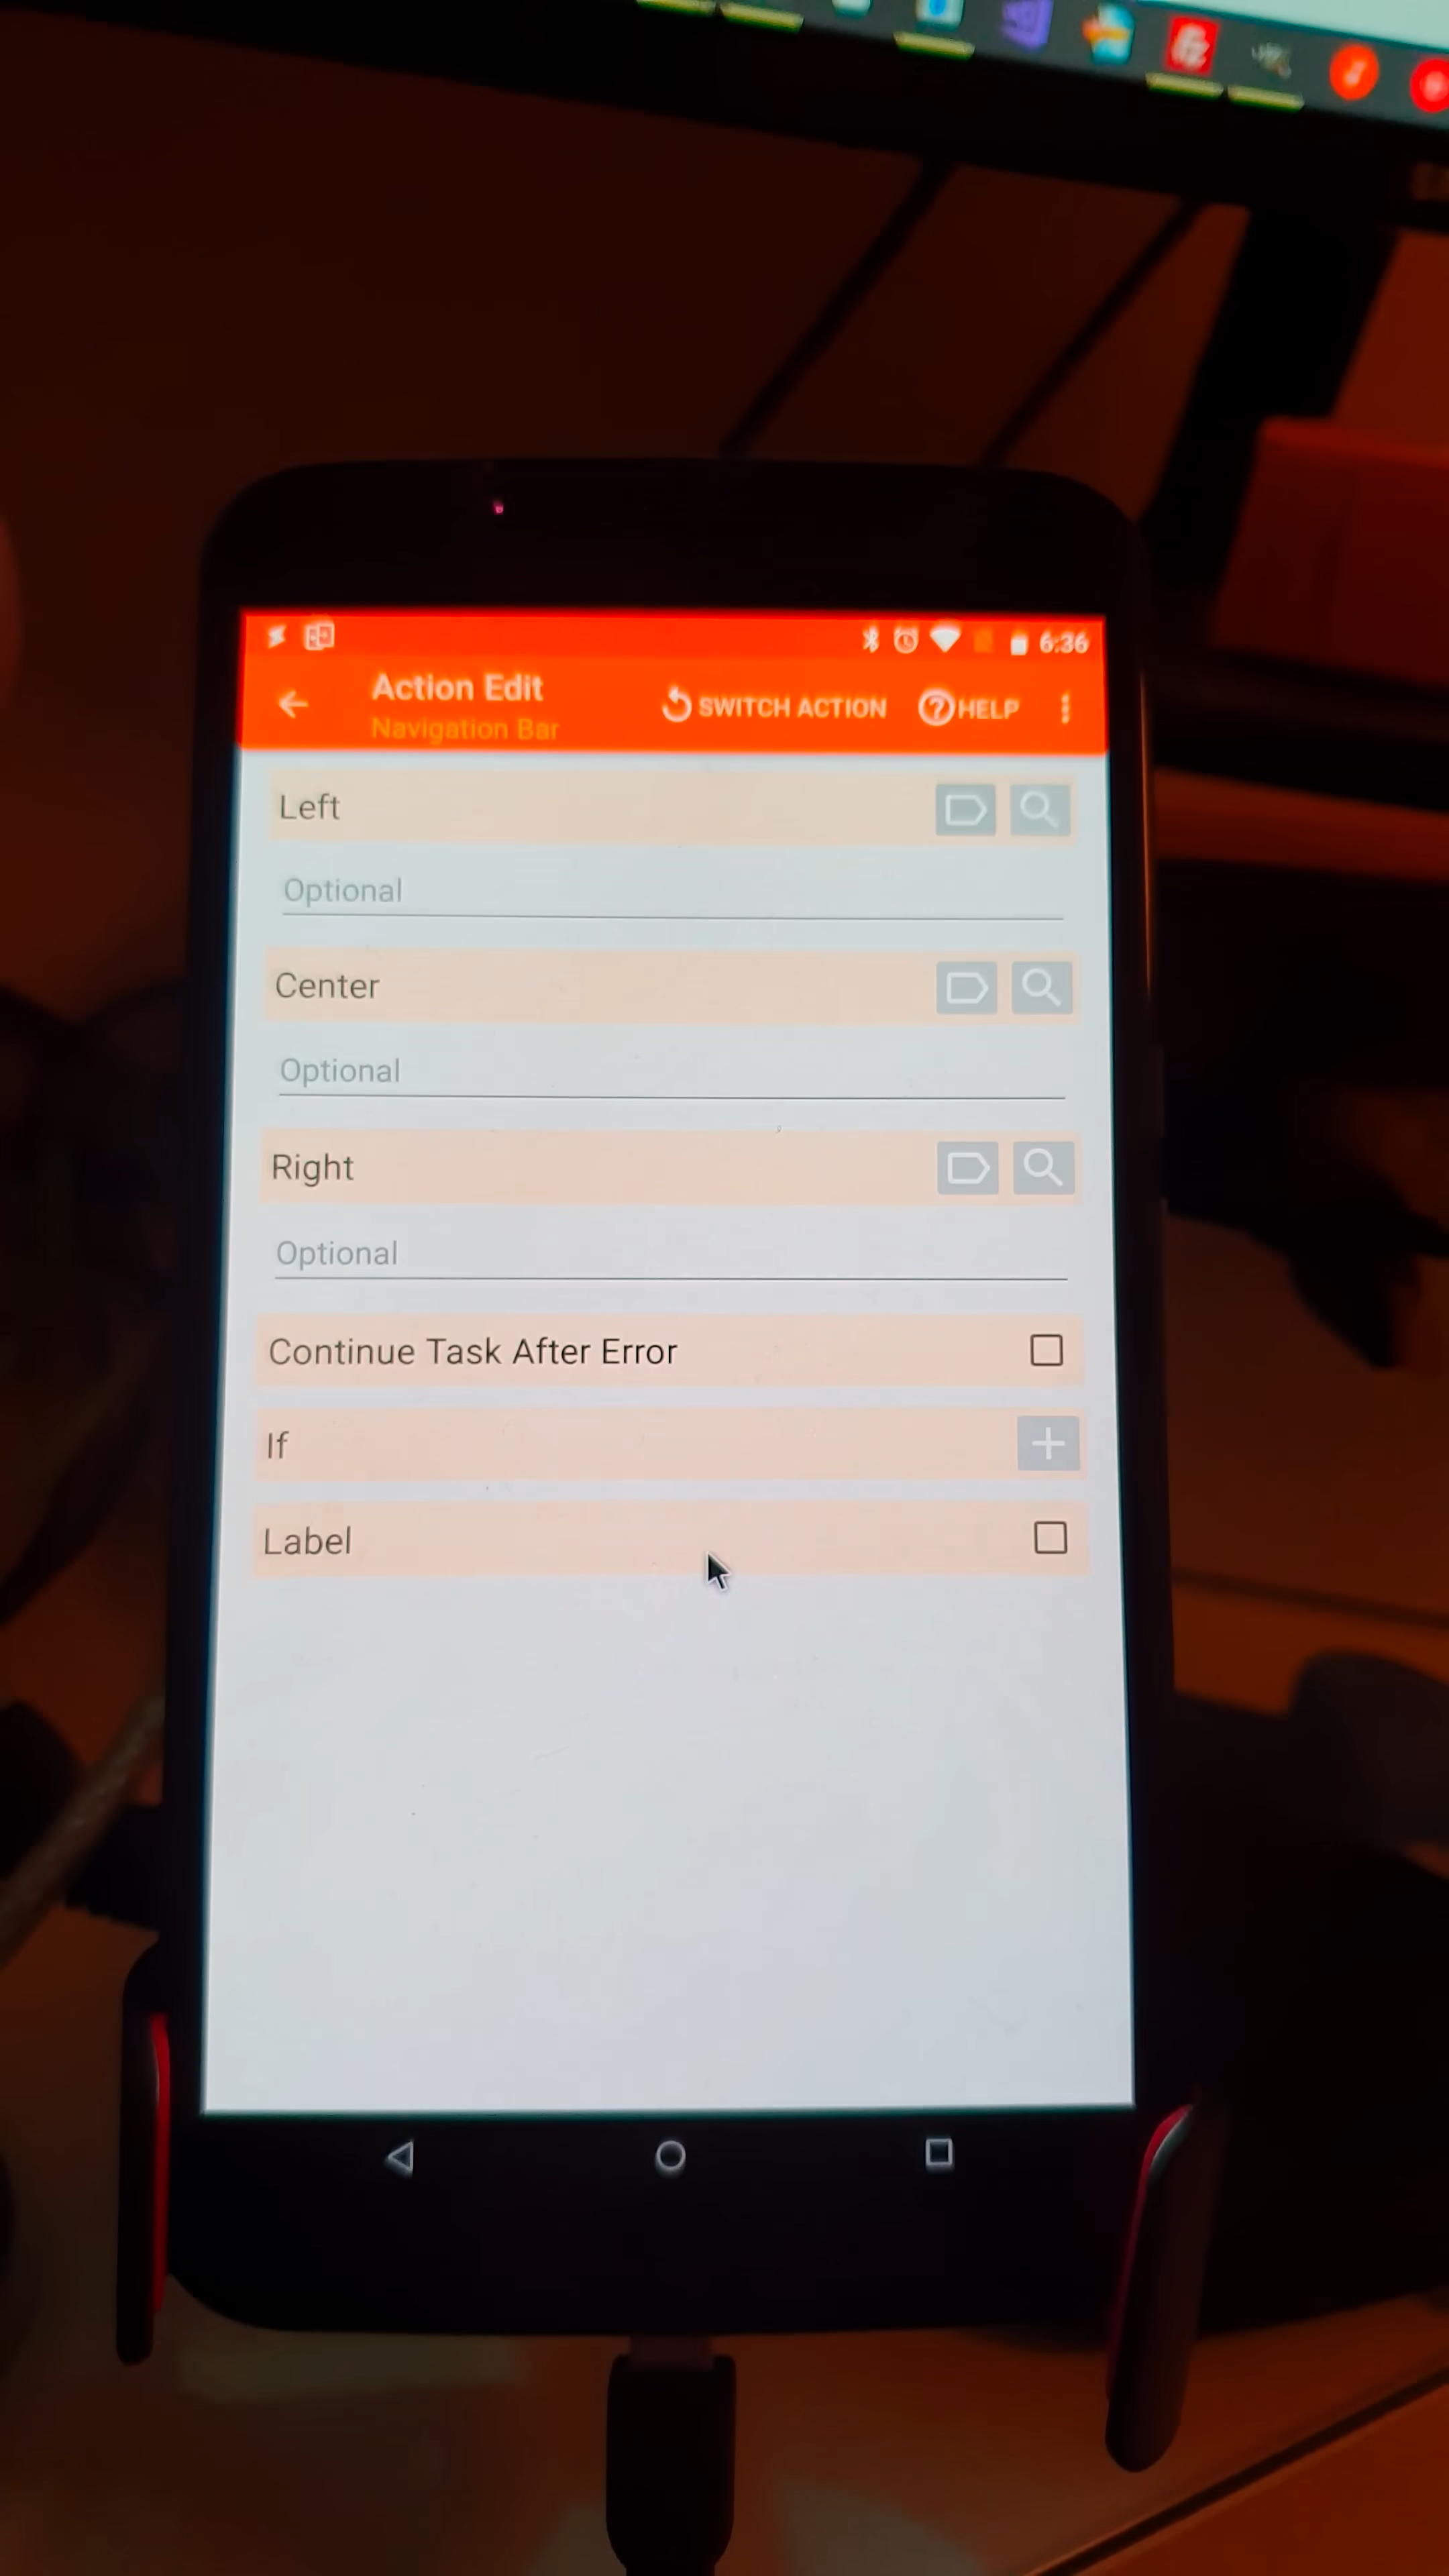 6:36
Action Edit
SWITCH ACTION
HELP
Navigation Bar
Left
Optional
Center
Optional
Right
Optional
Continue Task After Error
If
Label